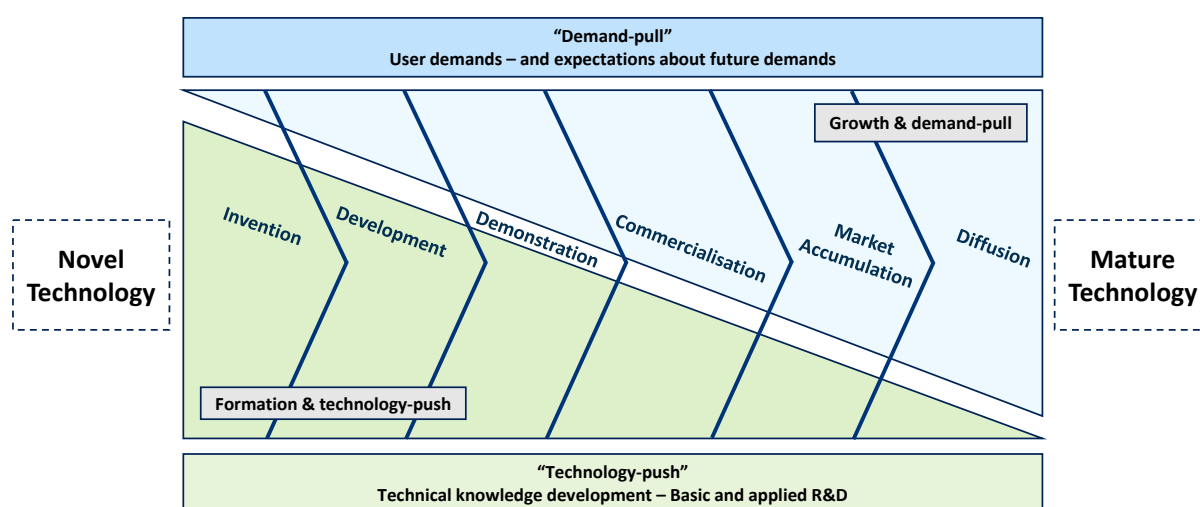 “Demand-pull”
User demands – and expectations about future demands
Growth & demand-pull
Invention
Development
Demonstration
Commercialisation
Market
Accumulation
Diffusion
Novel
Technology
Mature
Technology
Formation & technology-push
“Technology-push”
Technical knowledge development – Basic and applied R&D